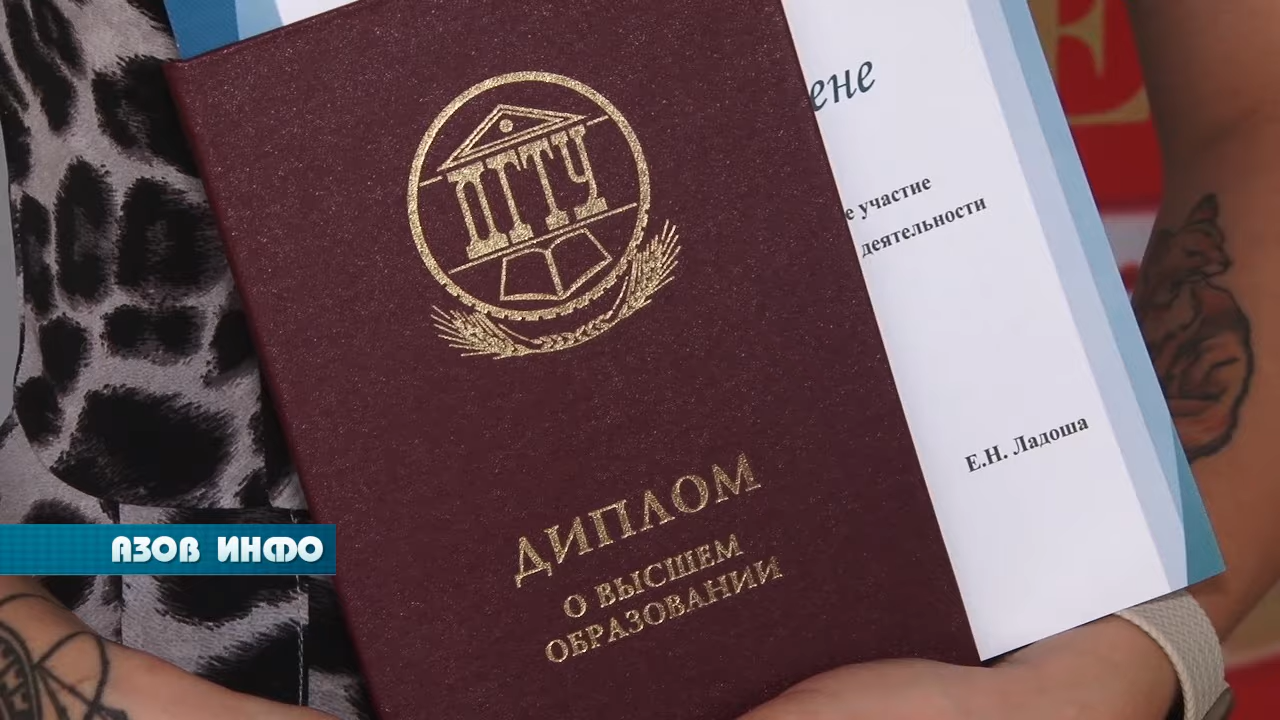 ДГТУ
ДИПЛОМ
О ВЫСШЕМ
ОБРАЗОВАНИИ
ене
е участие
деятельности
Е.Н. Ладоша
АЗОВ ИНФО